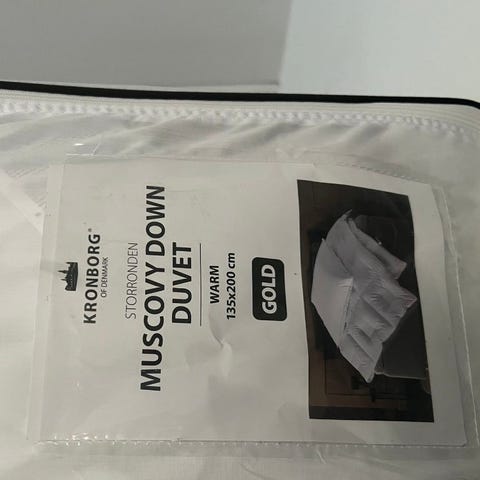 KRONBORG®
OF DENMARK
STORRONDEN
MUSCOVY DOWN
DUVET
WARM
135x200 cm
GOLD